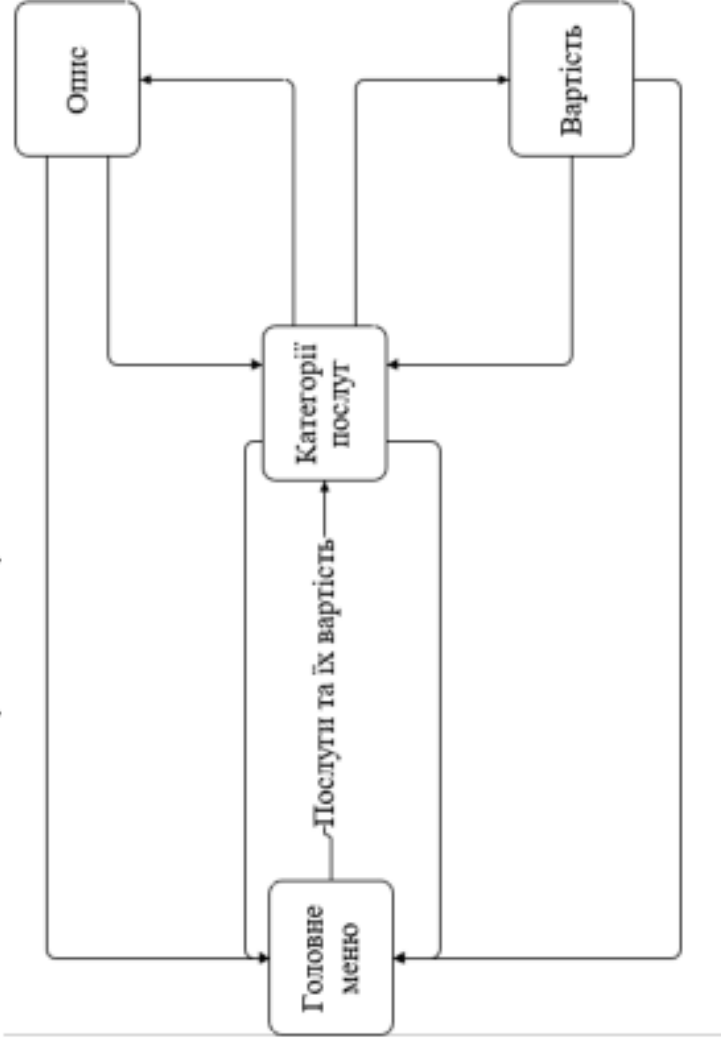 Опис
Вартість
Категорії
послуг
Послуги та їх вартість
Головне
меню